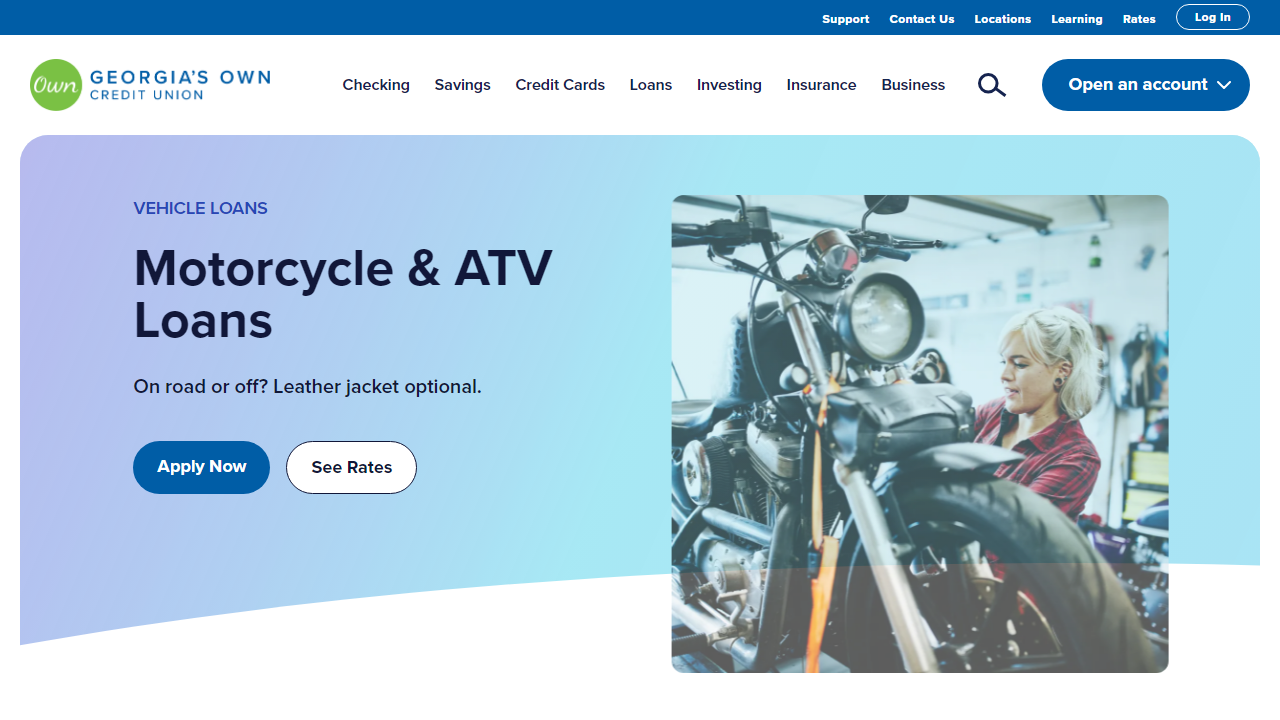 Support Contact Us Locations Learning Rates Log In
Own GEORGIA'S OWN
CREDIT UNION
Checking Savings Credit Cards Loans Investing Insurance Business Open an account
VEHICLE LOANS
Motorcycle & ATV
Loans
On road or off? Leather jacket optional.
Apply Now See Rates